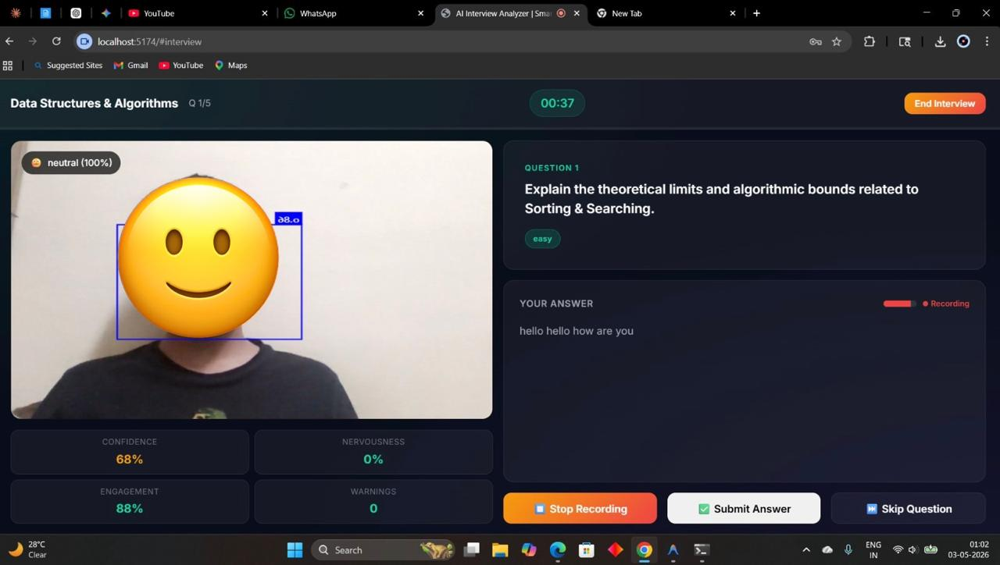 YouTube
WhatsApp
AI Interview Analyzer | Smar
New Tab
localhost:5174/#interview
Suggested Sites
Gmail
YouTube
Maps
Data Structures & Algorithms
Q 1/5
00:37
End Interview
neutral (100%)
0.86
QUESTION 1
Explain the theoretical limits and algorithmic bounds related to
Sorting & Searching.
easy
YOUR ANSWER
Recording
hello hello how are you
CONFIDENCE
68%
NERVOUSNESS
0%
ENGAGEMENT
88%
WARNINGS
0
Stop Recording
Submit Answer
Skip Question
28°C
Clear
Search
ENG
IN
01:02
03-05-2026